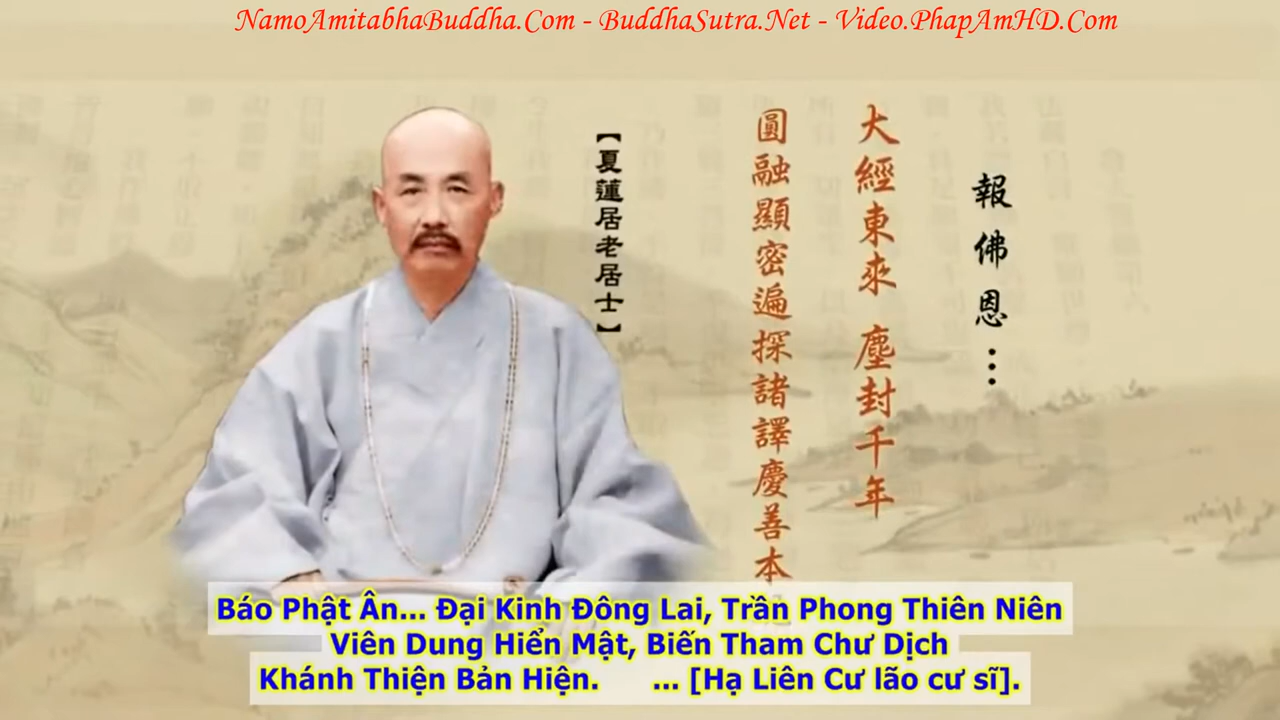 NamoAmitabhaBuddha.Com - BuddhaSutra.Net - Video.PhapAmHD.Com
報佛恩…
大經東來 塵封千年
圓融顯密遍探諸譯慶善本
【夏蓮居老居士】
Báo Phật Ân... Đại Kinh Đông Lai, Trần Phong Thiên Niên
Viên Dung Hiển Mật, Biến Tham Chư Dịch
Khánh Thiện Bản Hiện. ... [Hạ Liên Cư lão cư sĩ].